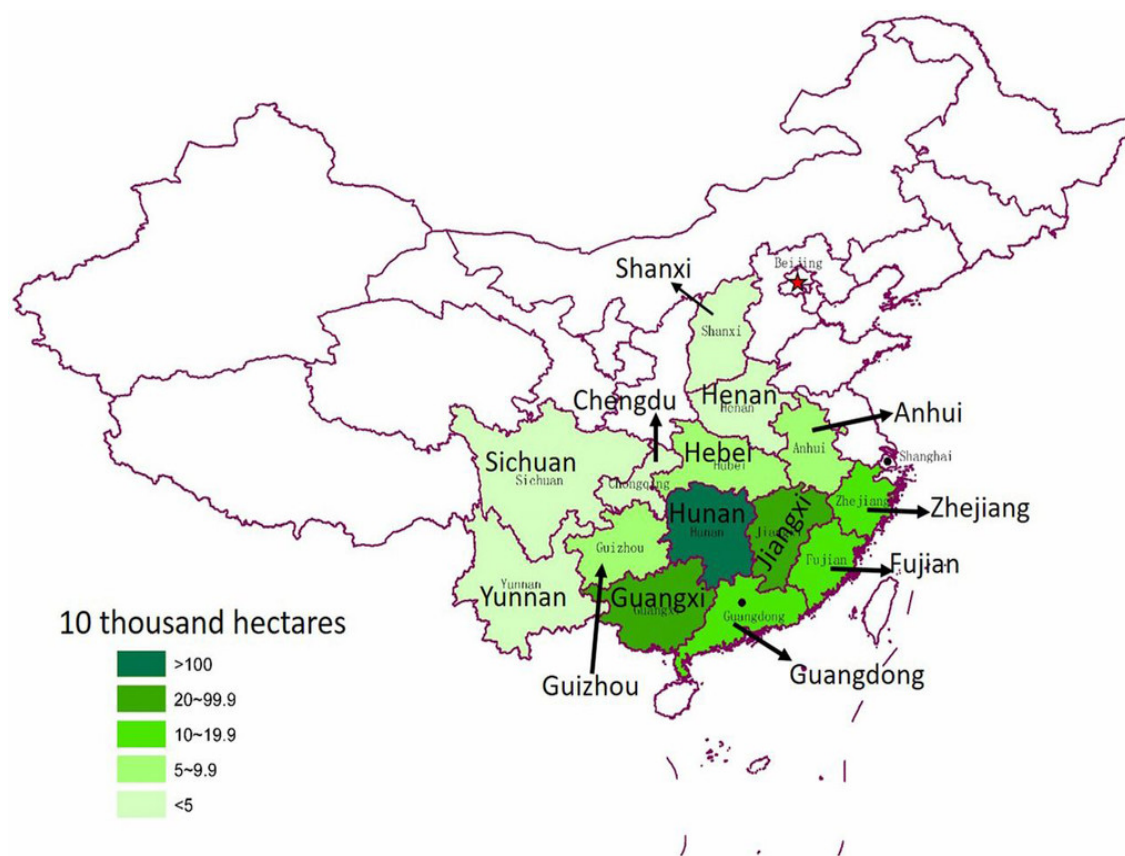 Beijing
Shanxi
Shanxi
Henan
Henan
Chengdu
Anhui
Anhui
Hebei
Hubei
Shanghai
Sichuan
Sichuan
Chongqing
Zhejiang
Zhejiang
Hunan
Hunan
Jiangxi
Guizhou
Fujian
Fujian
Yunnan
Yunnan
Guangxi
Guangxi
Guangdong
Guangdong
Guizhou
10 thousand hectares
>100
20~99.9
10~19.9
5~9.9
<5